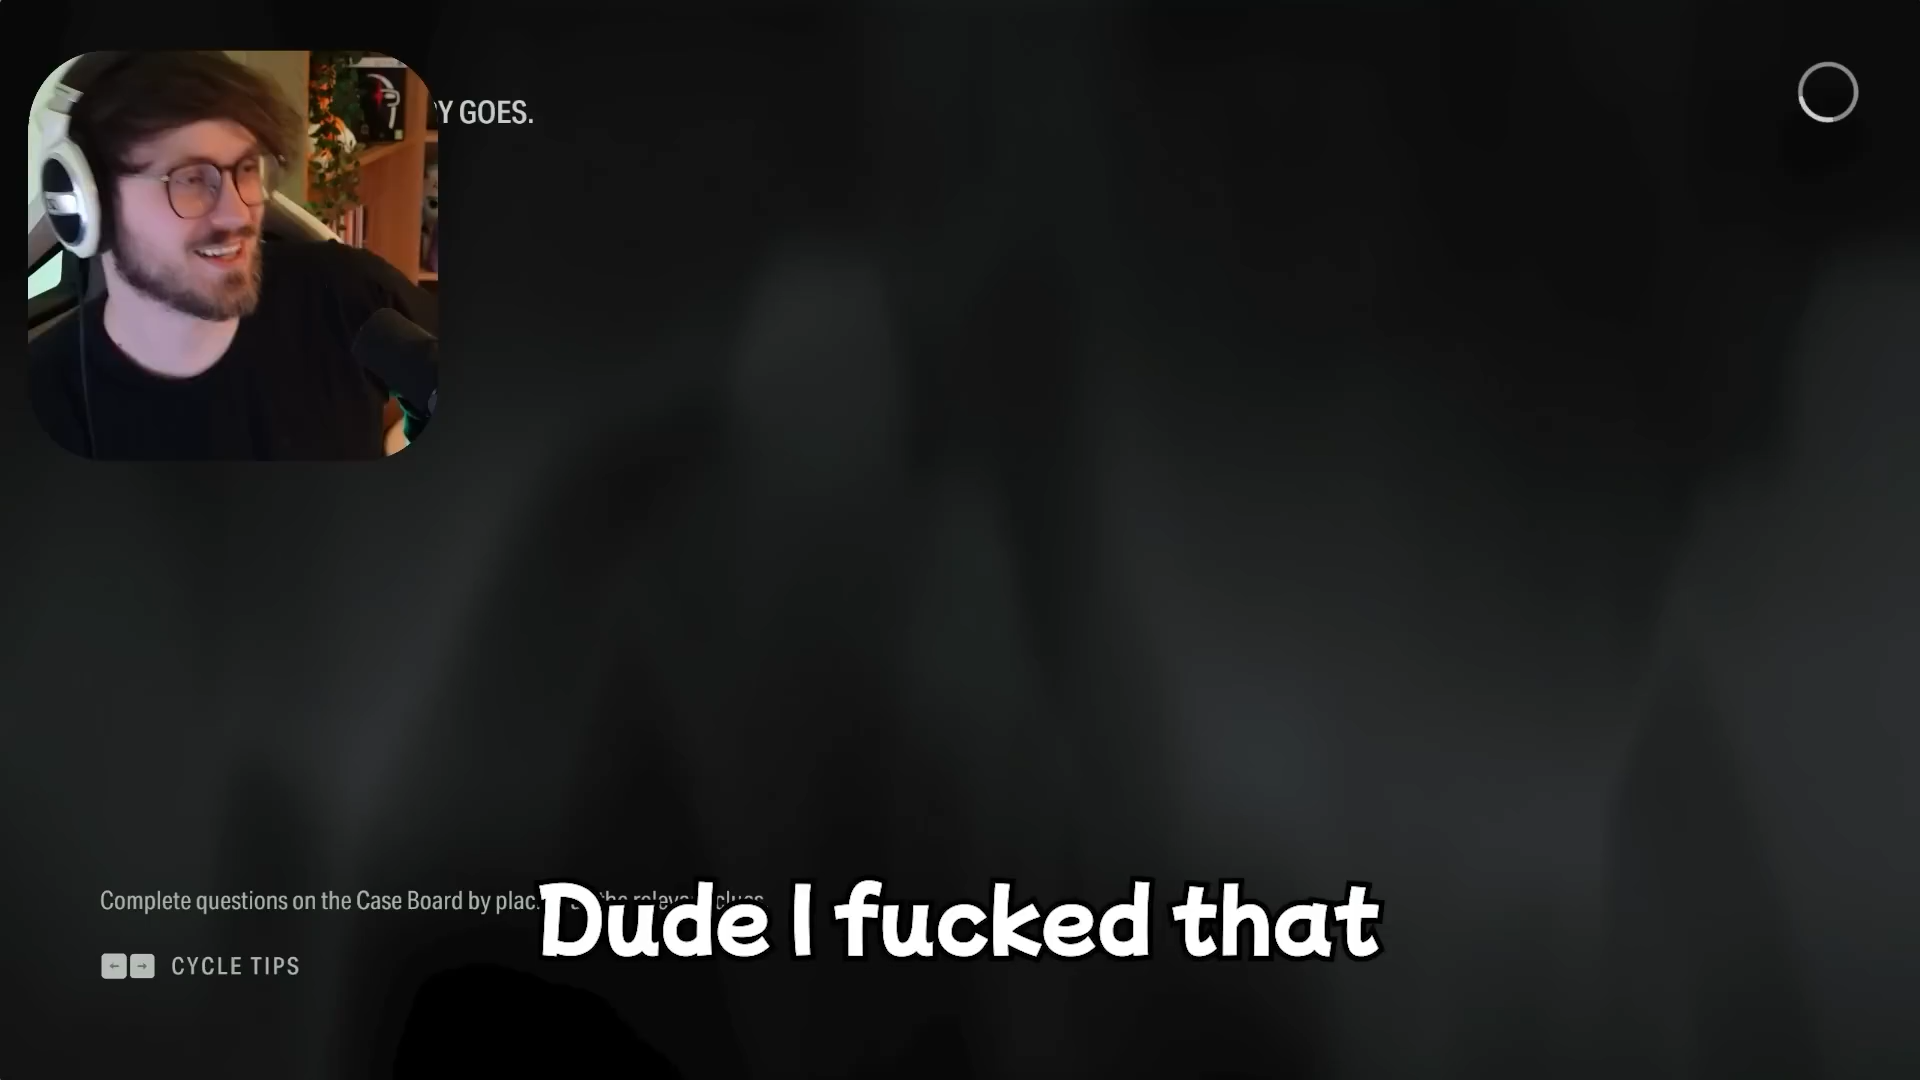 Y GOES.
Complete questions on the Case Board by plac
Dude I fucked that
← → CYCLE TIPS